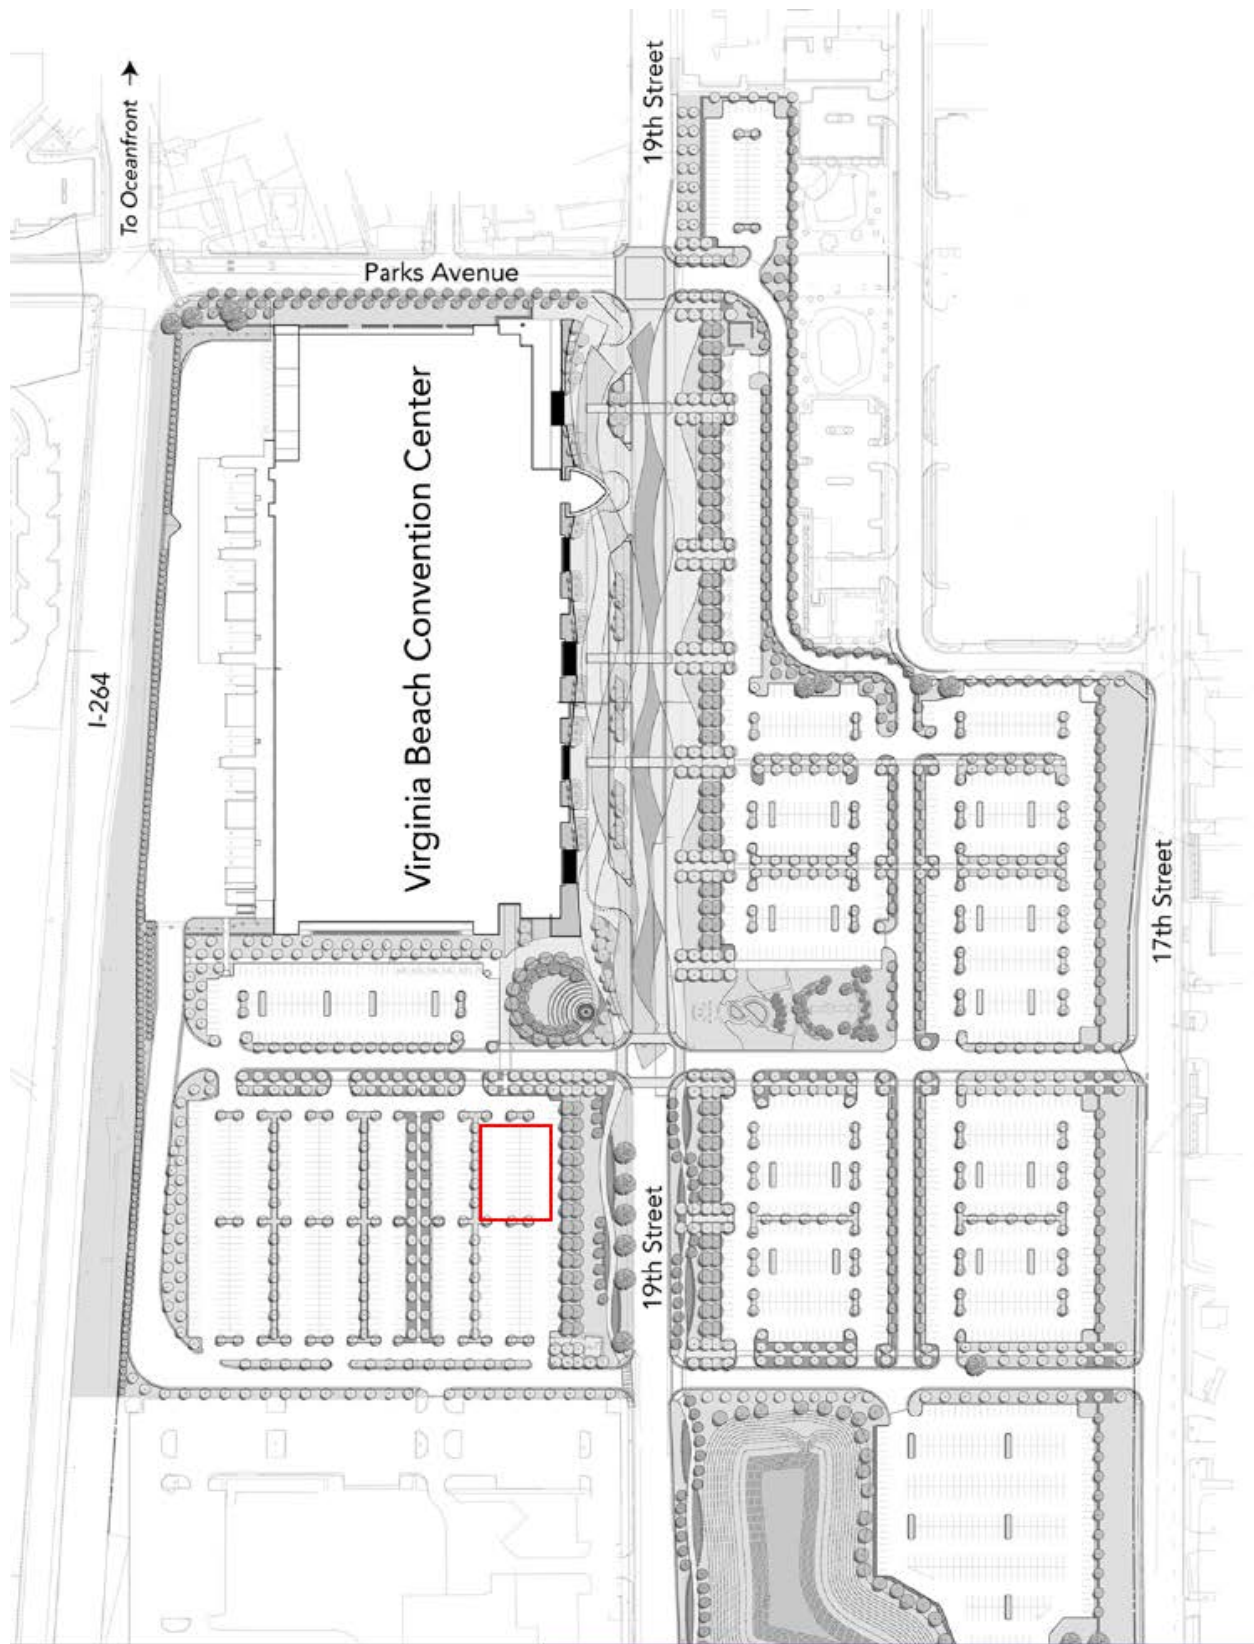 To Oceanfront →
19th Street
Parks Avenue
Virginia Beach Convention Center
I-264
17th Street
19th Street